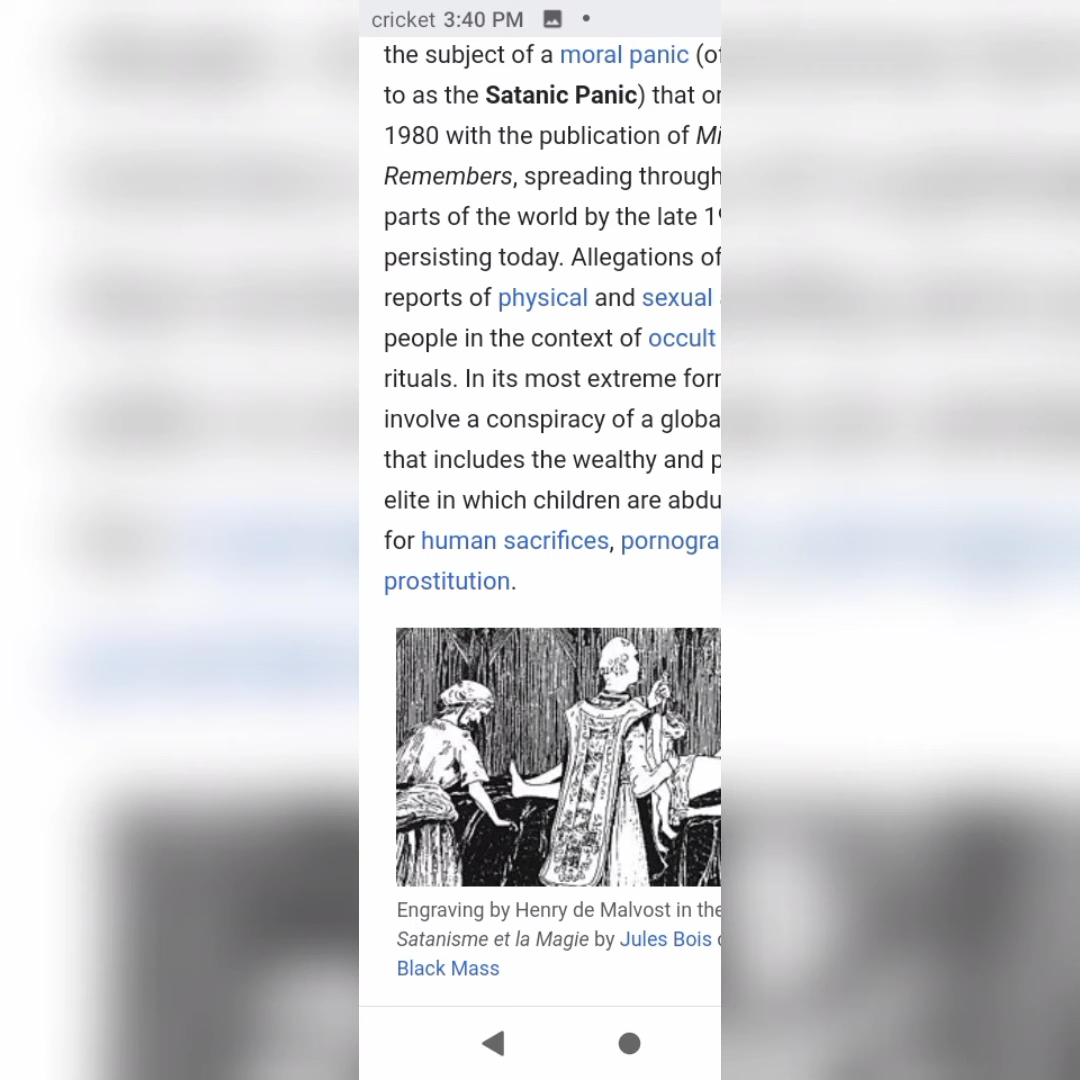 cricket 3:40 PM
the subject of a moral panic
to as the Satanic Panic) that
1980 with the publication of
Remembers, spreading through
parts of the world by the late
persisting today. Allegations of
reports of physical and sexual
people in the context of occult
rituals. In its most extreme
involve a conspiracy of a
that includes the wealthy and
elite in which children are
for human sacrifices,
prostitution.
Engraving by Henry de Malvost in the
Satanisme et la Magie by Jules Bois
Black Mass